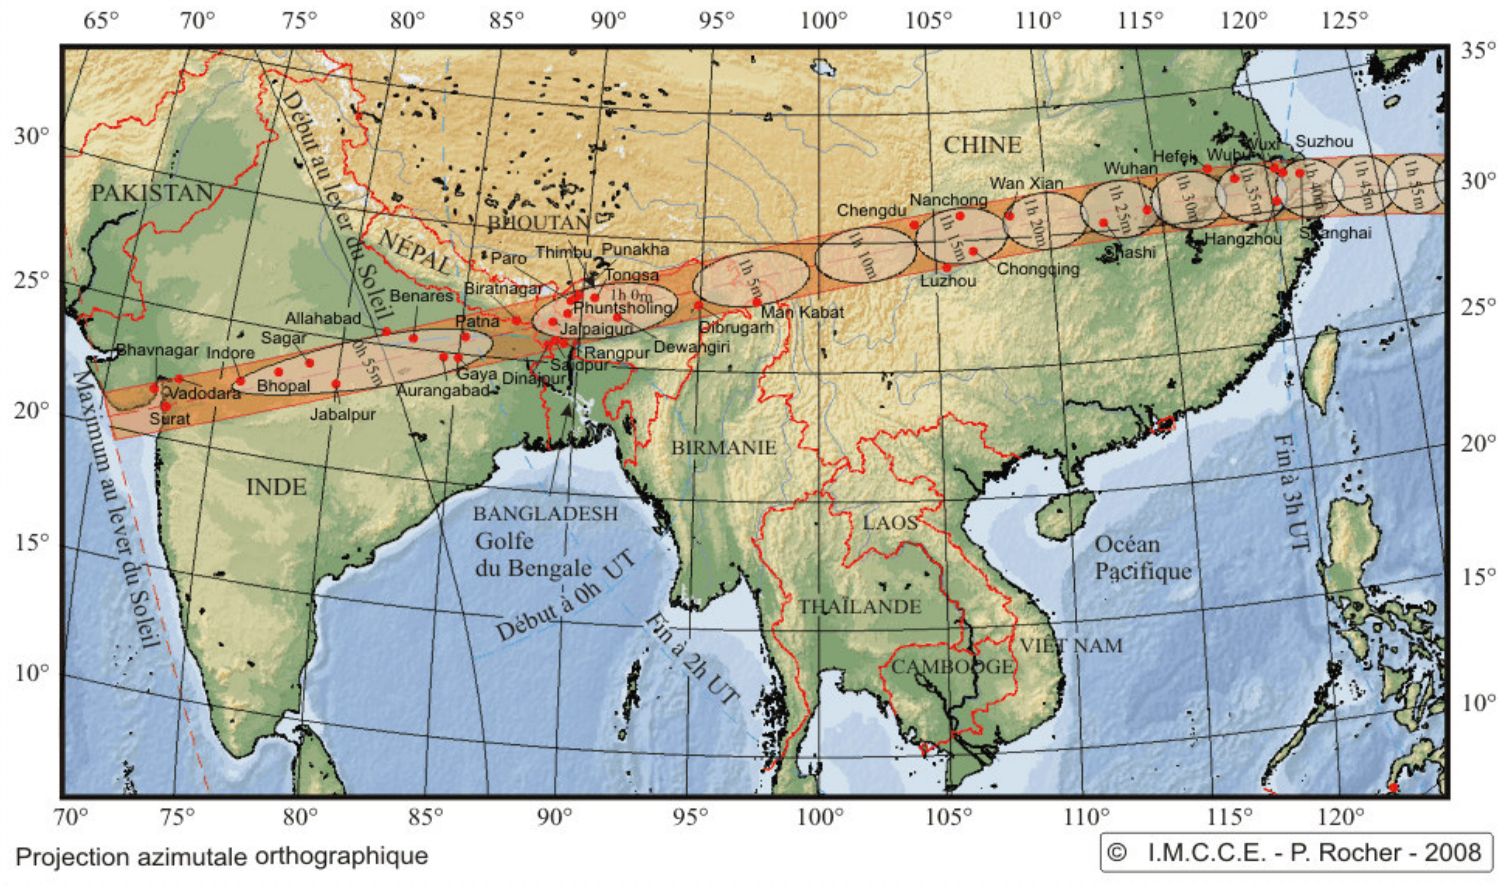 65° 70° 75° 80° 85° 90° 95° 100° 105° 110° 115° 120° 125°
35°
30°
25°
20°
15°
10°
30°
25°
20°
15°
10°
PAKISTAN
NEPAL
BHOUTAN
CHINE
INDE
BANGLADESH
Golfe
du Bengale
BIRMANIE
LAOS
THAÏLANDE
CAMBODGE
VIET NAM
Océan
Pacifique
Début au lever du Soleil
Maximum au lever du Soleil
Début à 0h UT
Fin à 2h UT
Fin à 3h UT
Bhavnagar
Vadodara
Surat
Indore
Bhopal
Sagar
Jabalpur
Allahabad
Benares
Patna
Aurangabad
Gaya
Biratnagar
Paro
Thimbu
Punakha
Tongsa
Phuntsholing
Jalpaiguri
Dewangiri
Rangpur
Saidpur
Dinajpur
Dibrugarh
Man Kabat
Chengdu
Nanchong
Luzhou
Chongqing
Wan Xian
Wuhan
Shashi
Hefei
Wuhu
Wuxi
Suzhou
Hangzhou
Shanghai
0h 55m
1h 0m
1h 5m
1h 10m
1h 15m
1h 20m
1h 25m
1h 30m
1h 35m
1h 40m
1h 45m
1h 55m
70° 75° 80° 85° 90° 95° 100° 105° 110° 115° 120°
Projection azimutale orthographique
© I.M.C.C.E. - P. Rocher - 2008